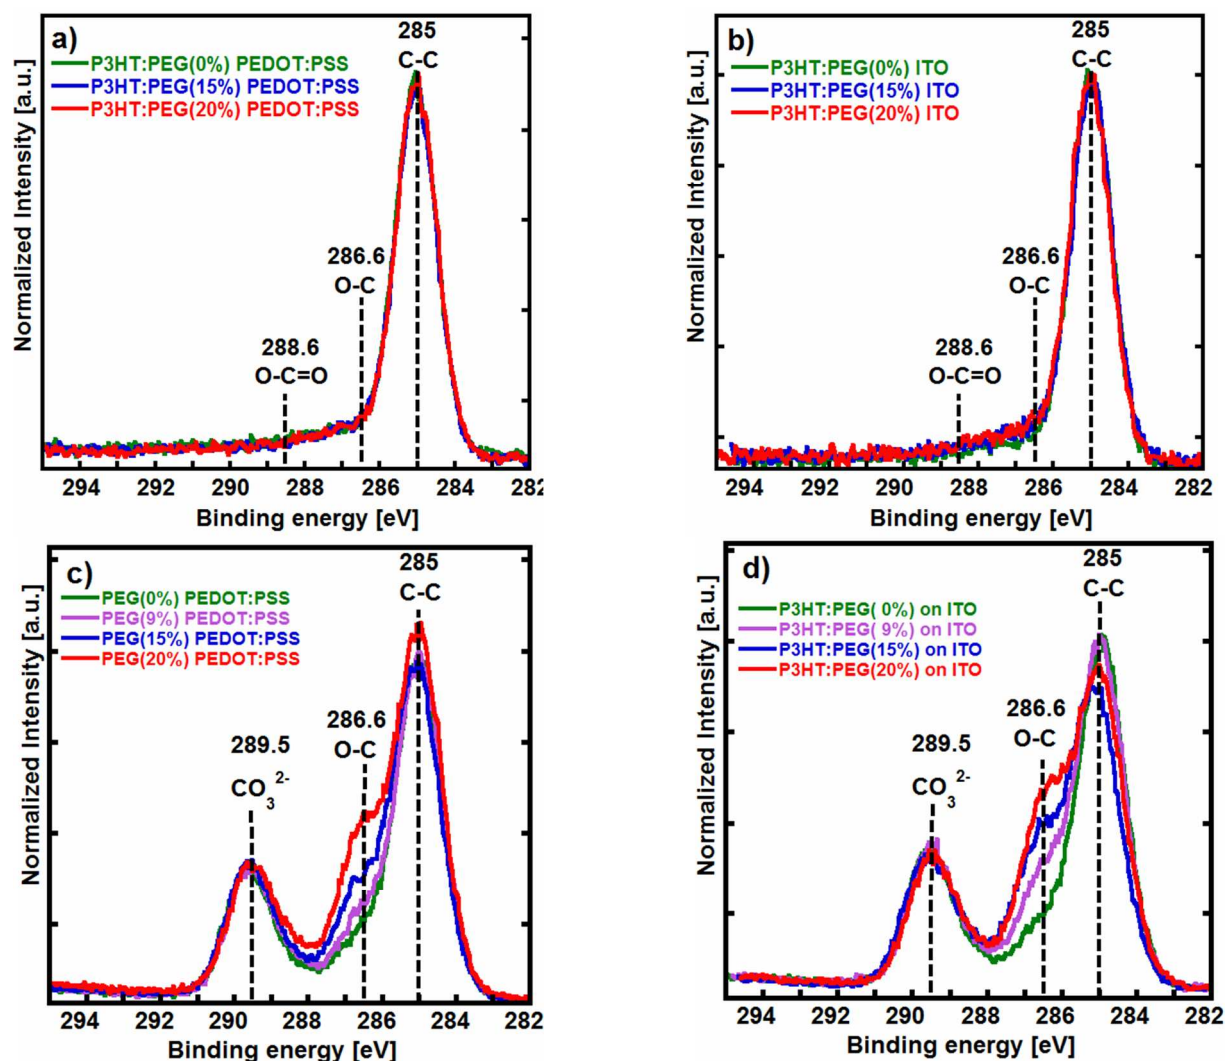 a)
285
C-C
P3HT:PEG(0%) PEDOT:PSS
P3HT:PEG(15%) PEDOT:PSS
P3HT:PEG(20%) PEDOT:PSS
286.6
O-C
288.6
O-C=O
Normalized Intensity [a.u.]
294 292 290 288 286 284 282
Binding energy [eV]
b)
285
C-C
P3HT:PEG(0%) ITO
P3HT:PEG(15%) ITO
P3HT:PEG(20%) ITO
286.6
O-C
288.6
O-C=O
Normalized Intensity [a.u.]
294 292 290 288 286 284 282
Binding energy [eV]
c)
285
C-C
PEG(0%) PEDOT:PSS
PEG(9%) PEDOT:PSS
PEG(15%) PEDOT:PSS
PEG(20%) PEDOT:PSS
286.6
O-C
289.5
CO3 2-
Normalized Intensity [a.u.]
294 292 290 288 286 284 282
Binding energy [eV]
d)
285
C-C
P3HT:PEG( 0%) on ITO
P3HT:PEG( 9%) on ITO
P3HT:PEG(15%) on ITO
P3HT:PEG(20%) on ITO
286.6
O-C
289.5
CO3 2-
Normalized Intensity [a.u.]
294 292 290 288 286 284 282
Binding energy [eV]